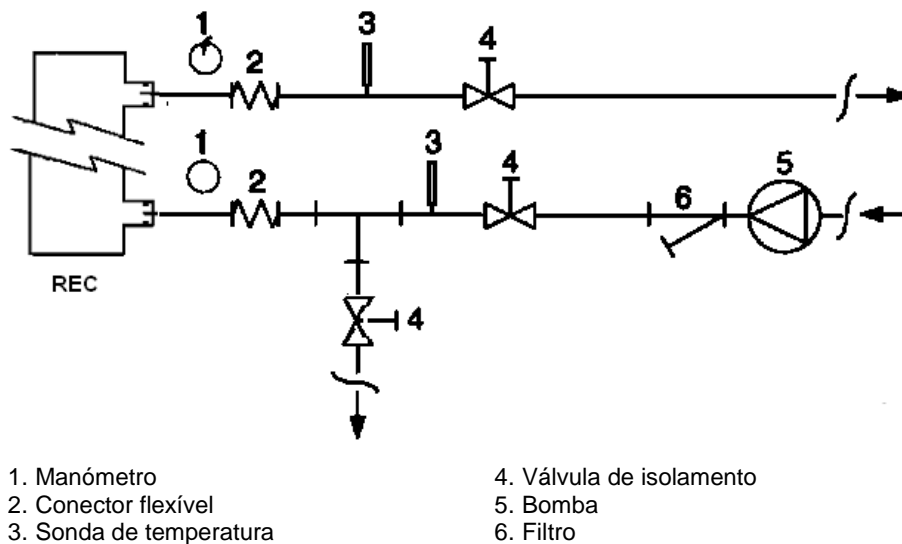 1
2
3
4
1
2
3
4
5
6
REC
4
1. Manómetro
2. Conector flexível
3. Sonda de temperatura
4. Válvula de isolamento
5. Bomba
6. Filtro